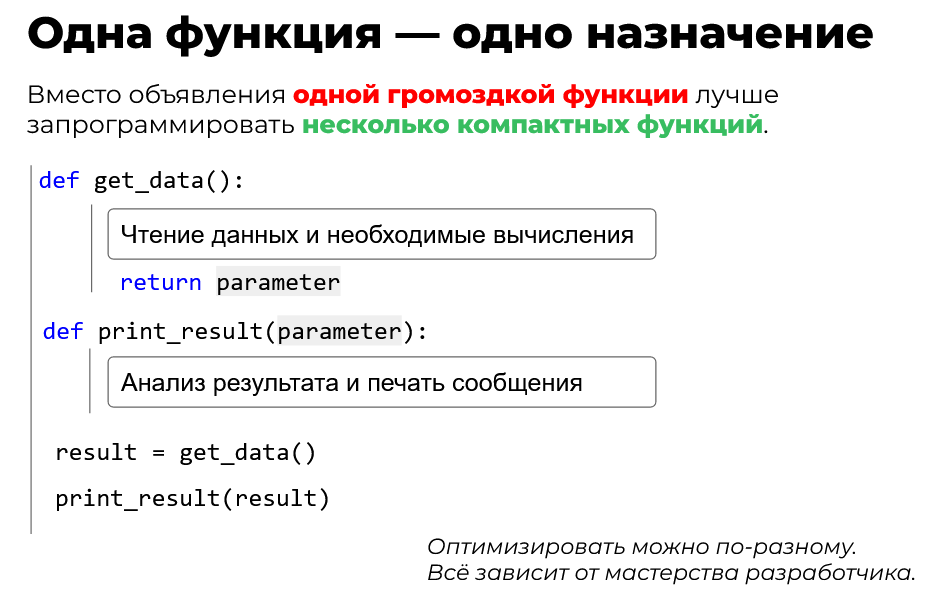 Одна функция — одно назначение
Вместо объявления одной громоздкой функции лучше
запрограммировать несколько компактных функций.
def get_data():
Чтение данных и необходимые вычисления
return parameter
def print_result(parameter):
Анализ результата и печать сообщения
result = get_data()
print_result(result)
Оптимизировать можно по-разному.
Всё зависит от мастерства разработчика.